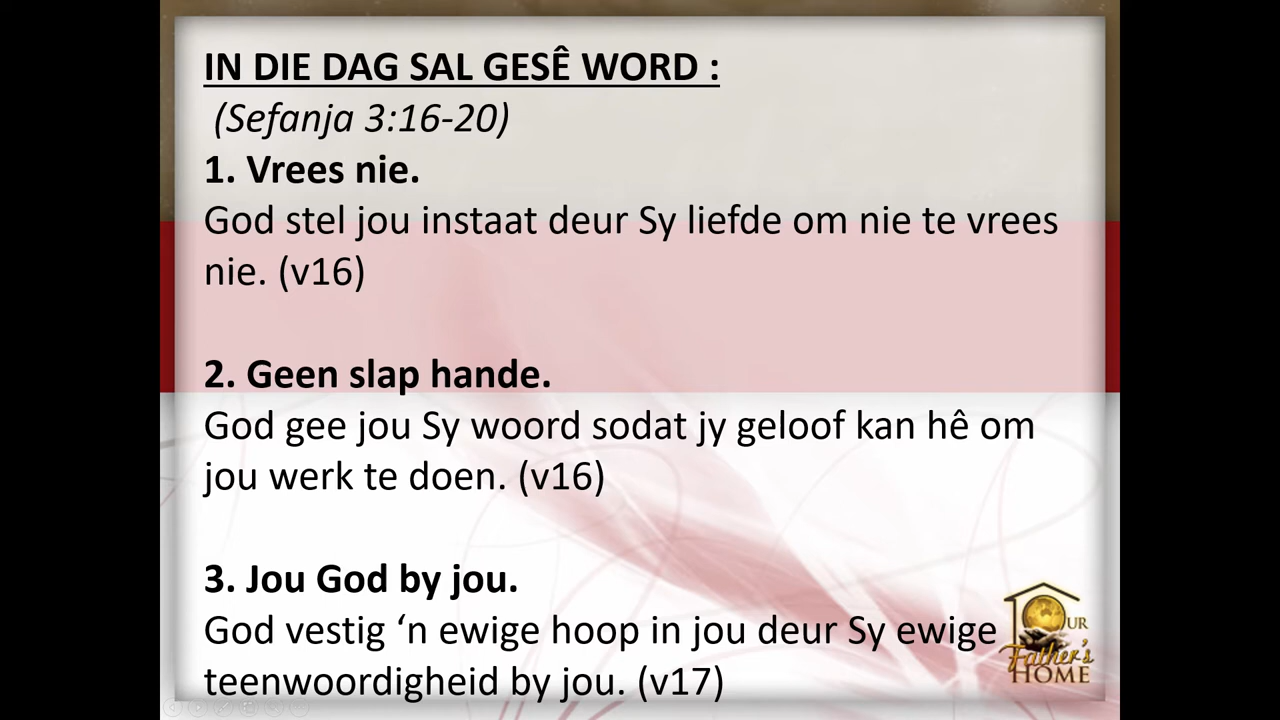 IN DIE DAG SAL GESÊ WORD :
(Sefanja 3:16-20)
1. Vrees nie.
God stel jou instaat deur Sy liefde om nie te vrees
nie. (v16)
2. Geen slap hande.
God gee jou Sy woord sodat jy geloof kan hê om
jou werk te doen. (v16)
3. Jou God by jou.
God vestig ‘n ewige hoop in jou deur Sy ewige
teenwoordigheid by jou. (v17)
OUR
Father's
HOME